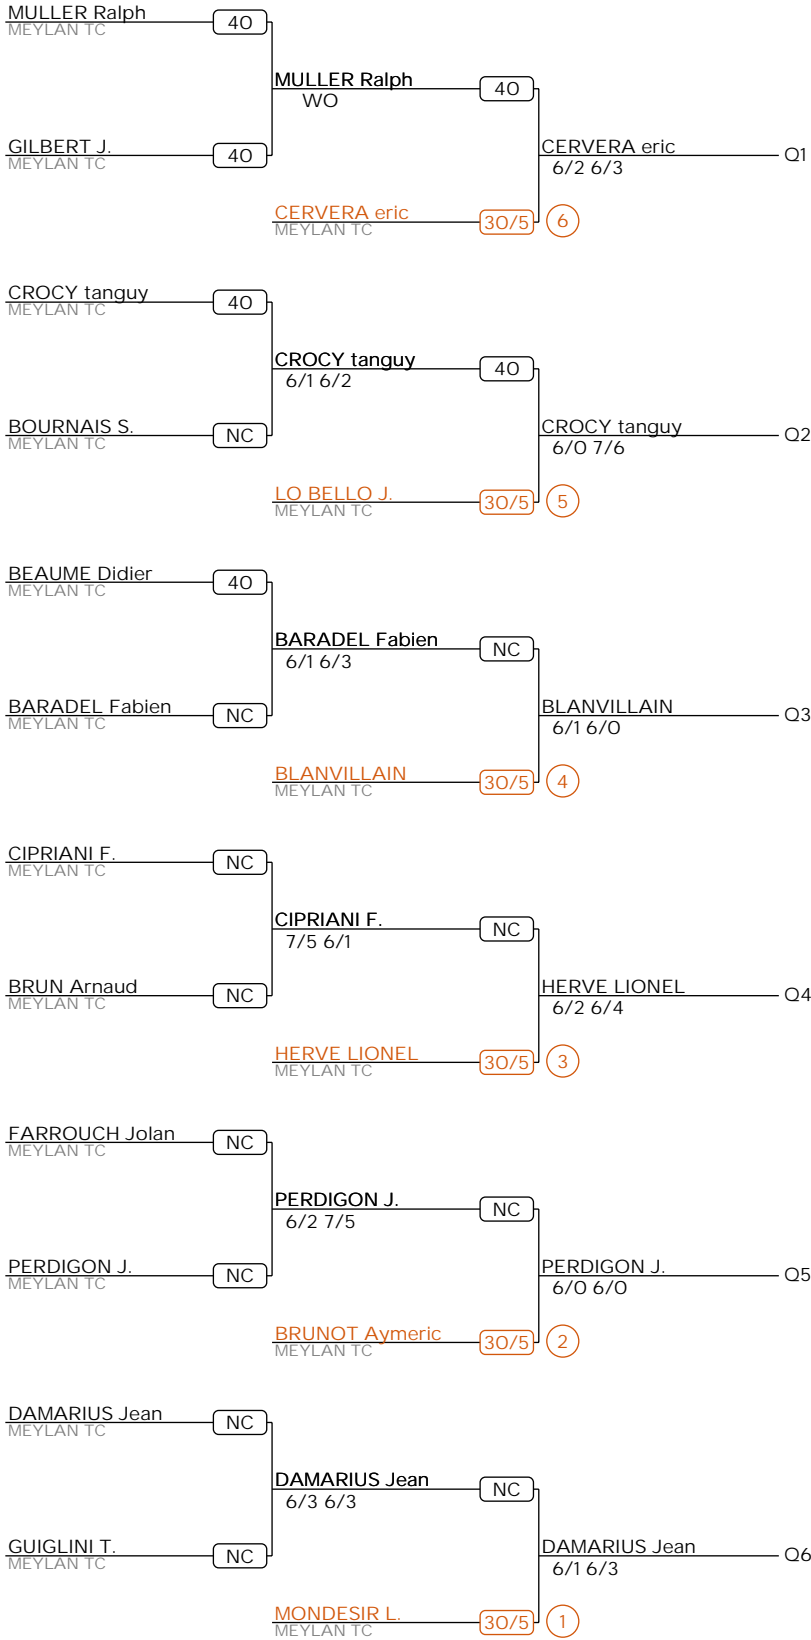 MULLER Ralph
MEYLAN TC
40
MULLER Ralph
WO
40
GILBERT J.
MEYLAN TC
40
CERVERA eric
6/2 6/3
Q1
CERVERA eric
MEYLAN TC
30/5
6
CROCY tanguy
MEYLAN TC
40
CROCY tanguy
6/1 6/2
40
BOURNAIS S.
MEYLAN TC
NC
CROCY tanguy
6/0 7/6
Q2
LO BELLO J.
MEYLAN TC
30/5
5
BEAUME Didier
MEYLAN TC
40
BARADEL Fabien
6/1 6/3
NC
BARADEL Fabien
MEYLAN TC
NC
BLANVILLAIN
6/1 6/0
Q3
BLANVILLAIN
MEYLAN TC
30/5
4
CIPRIANI F.
MEYLAN TC
NC
CIPRIANI F.
7/5 6/1
NC
BRUN Arnaud
MEYLAN TC
NC
HERVE LIONEL
6/2 6/4
Q4
HERVE LIONEL
MEYLAN TC
30/5
3
FARROUCH Jolan
MEYLAN TC
NC
PERDIGON J.
6/2 7/5
NC
PERDIGON J.
MEYLAN TC
NC
PERDIGON J.
6/0 6/0
Q5
BRUNOT Aymeric
MEYLAN TC
30/5
2
DAMARIUS Jean
MEYLAN TC
NC
DAMARIUS Jean
6/3 6/3
NC
GUIGLINI T.
MEYLAN TC
NC
DAMARIUS Jean
6/1 6/3
Q6
MONDESIR L.
MEYLAN TC
30/5
1